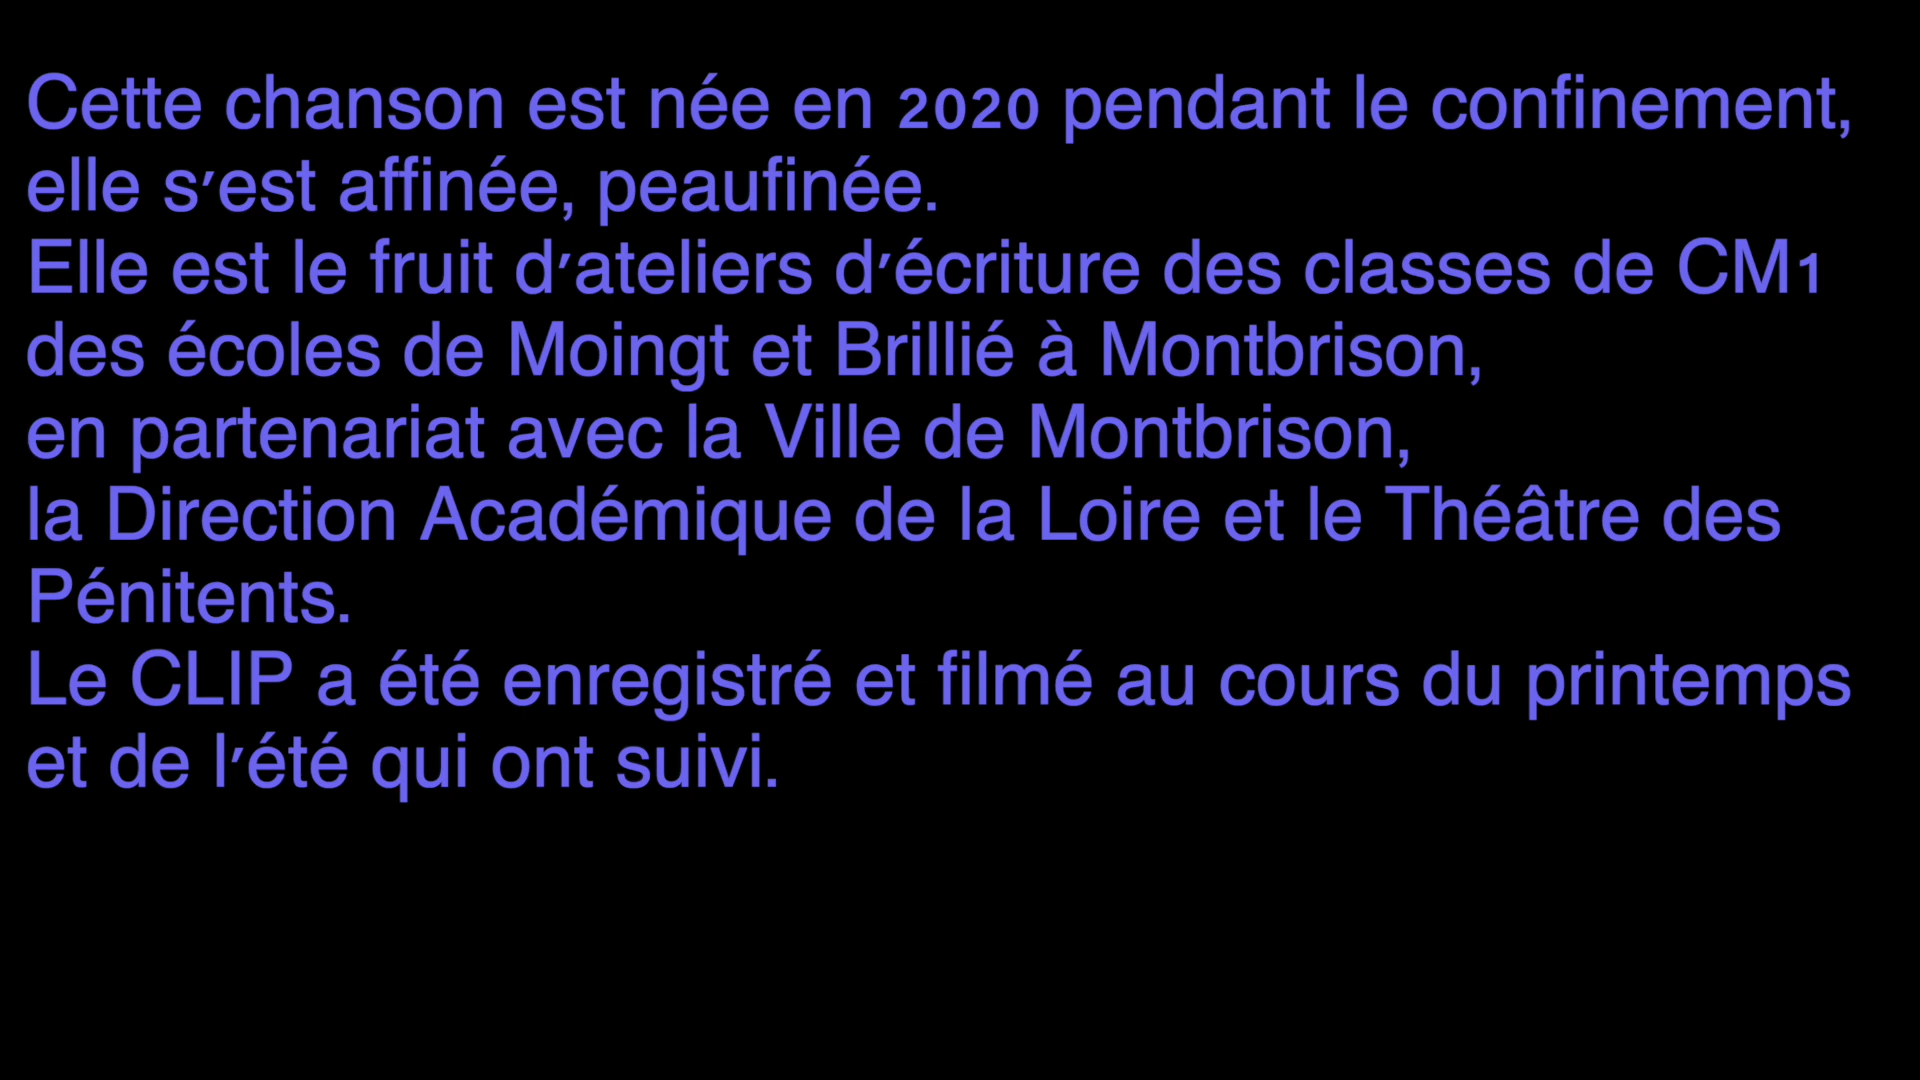 Cette chanson est née en 2020 pendant le confinement,
elle s'est affinée, peaufinée.
Elle est le fruit d'ateliers d'écriture des classes de CM1
des écoles de Moingt et Brillié à Montbrison,
en partenariat avec la Ville de Montbrison,
la Direction Académique de la Loire et le Théâtre des
Pénitents.
Le CLIP a été enregistré et filmé au cours du printemps
et de l'été qui ont suivi.